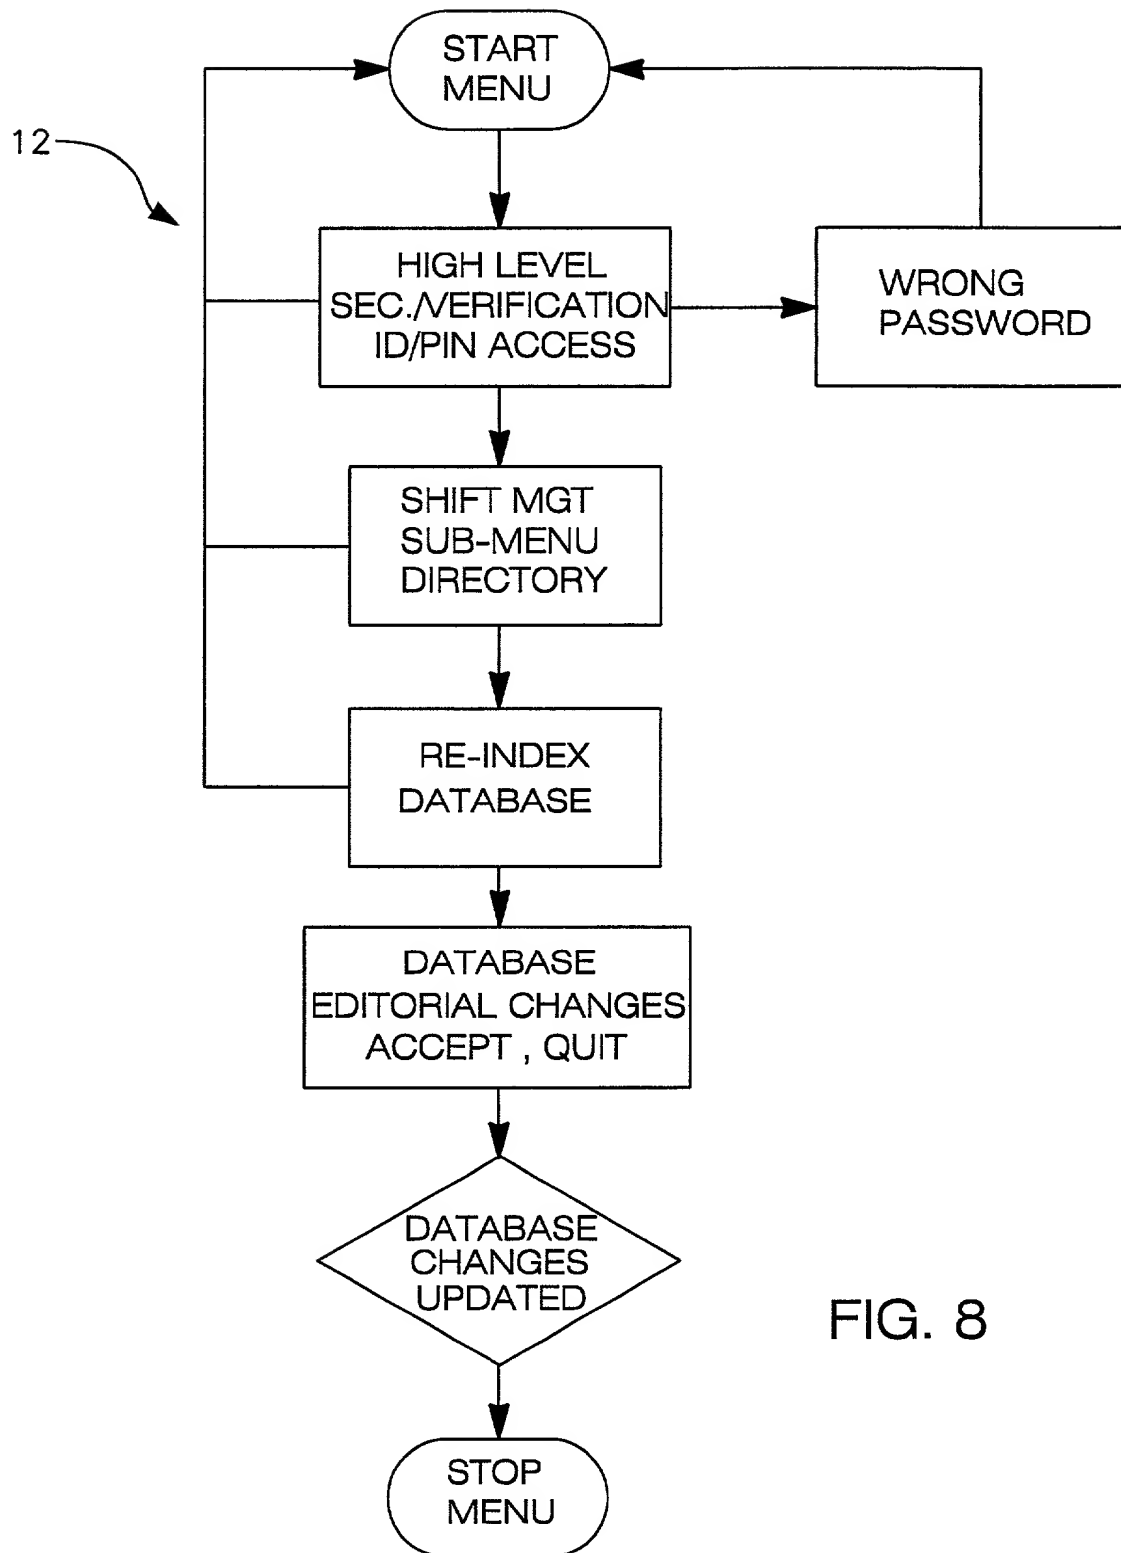 START
MENU
12
HIGH LEVEL
SEC./VERIFICATION
ID/PIN ACCESS
WRONG
PASSWORD
SHIFT MGT
SUB-MENU
DIRECTORY
RE-INDEX
DATABASE
DATABASE
EDITORIAL CHANGES
ACCEPT , QUIT
DATABASE
CHANGES
UPDATED
FIG. 8
STOP
MENU